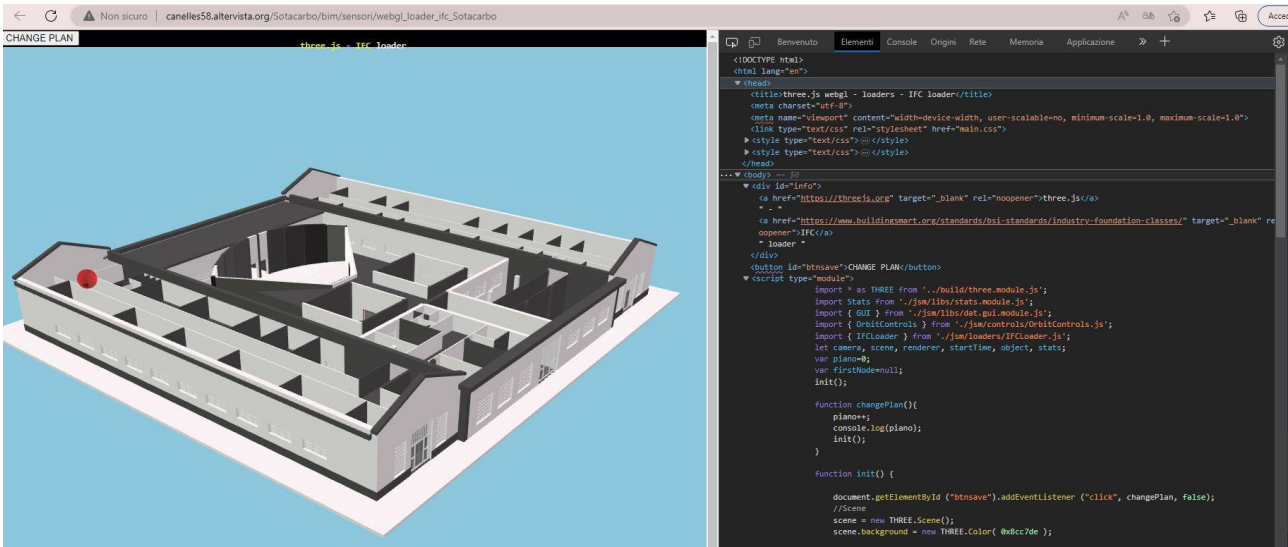 Non sicuro | canelles58.altervista.org/Sotacarbo/bim/sensori/webgl_loader_ifc_Sotacarbo
Acced
CHANGE PLAN
three.js - IFC loader
Benvenuto Elementi Console Origini Rete Memoria Applicazione » +
<!DOCTYPE html>
<html lang="en">
▼ <head>
<title>three.js webgl - loaders - IFC loader</title>
<meta charset="utf-8">
<meta name="viewport" content="width=device-width, user-scalable=no, minimum-scale=1.0, maximum-scale=1.0">
<link type="text/css" rel="stylesheet" href="main.css">
▶ <style type="text/css">…</style>
▶ <style type="text/css">…</style>
</head>
··· ▼ <body> == $0
▼ <div id="info">
<a href="https://threejs.org" target="_blank" rel="noopener">three.js</a>
" - "
<a href="https://www.buildingsmart.org/standards/bsi-standards/industry-foundation-classes/" target="_blank" re
oopener">IFC</a>
" loader "
</div>
<button id="btnsave">CHANGE PLAN</button>
▼ <script type="module">
import * as THREE from '../build/three.module.js';
import Stats from './jsm/libs/stats.module.js';
import { GUI } from './jsm/libs/dat.gui.module.js';
import { OrbitControls } from './jsm/controls/OrbitControls.js';
import { IFCLoader } from './jsm/loaders/IFCLoader.js';
let camera, scene, renderer, startTime, object, stats;
var piano=0;
var firstNode=null;
init();
function changePlan(){
piano++;
console.log(piano);
init();
}
function init() {
document.getElementById ("btnsave").addEventListener ("click", changePlan, false);
//Scene
scene = new THREE.Scene();
scene.background = new THREE.Color( 0x8cc7de );